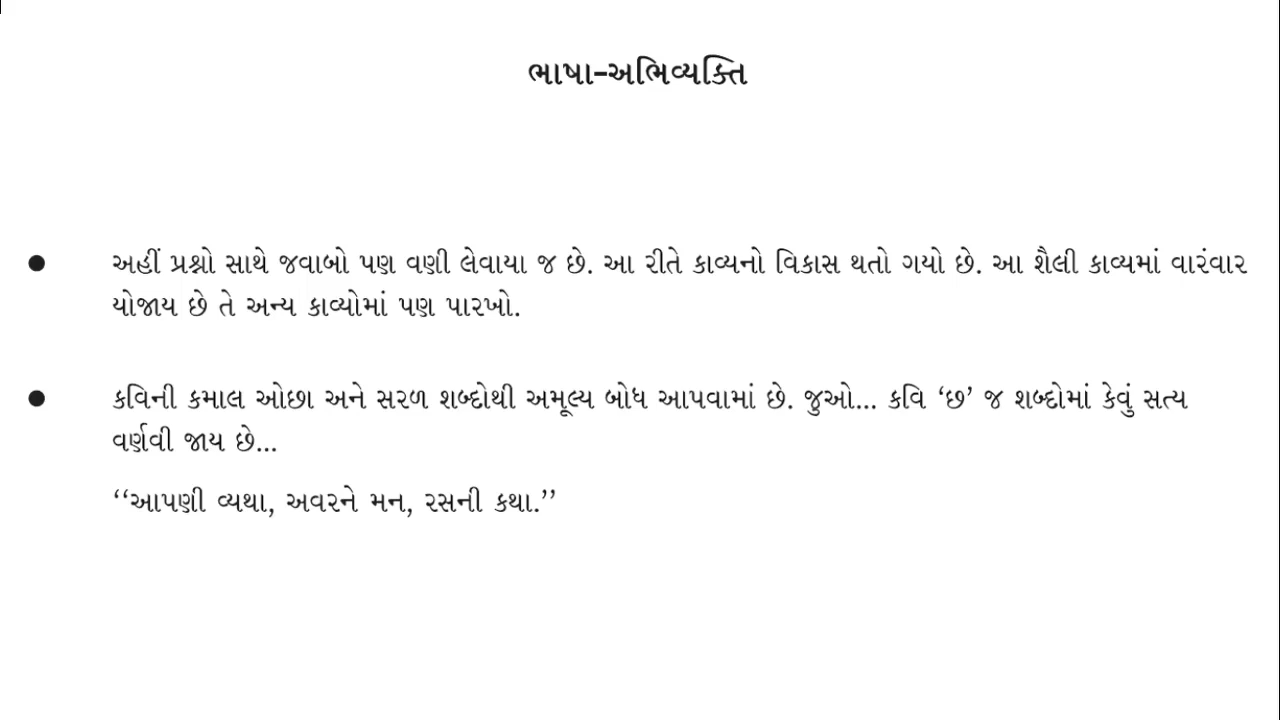 ભાષા-અભિવ્યક્તિ
● અહીં પ્રશ્નો સાથે જવાબો પણ વણી લેવાયા જ છે. આ રીતે કાવ્યનો વિકાસ થતો ગયો છે. આ શૈલી કાવ્યમાં વારંવાર
યોજાય છે તે અન્ય કાવ્યોમાં પણ પારખો.
● કવિની કમાલ ઓછા અને સરળ શબ્દોથી અમૂલ્ય બોધ આપવામાં છે. જુઓ... કવિ ‘છ’ જ શબ્દોમાં કેવું સત્ય
વર્ણવી જાય છે...
‘‘આપણી વ્યથા, અવરને મન, રસની કથા.’’